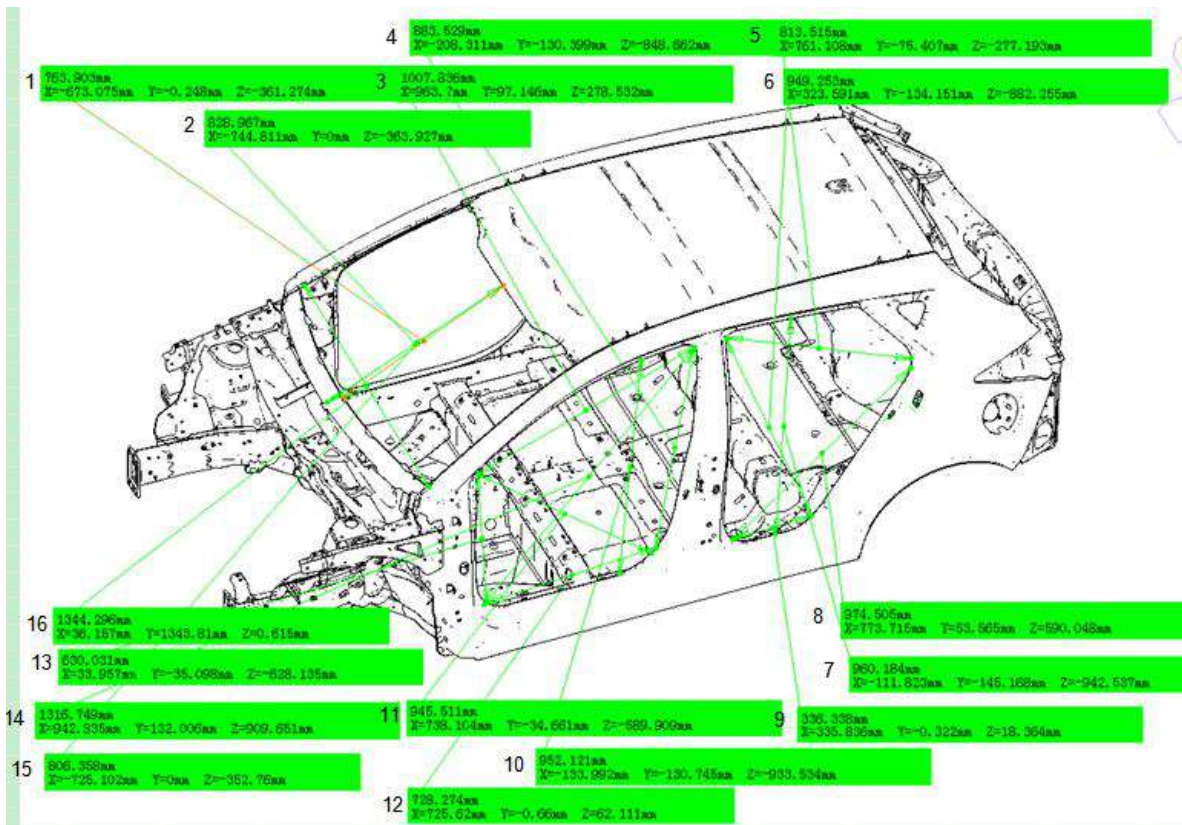 4
883.529mm
X=-208.311mm Y=-130.399mm Z=-848.662mm
5
813.515mm
X=761.108mm Y=-75.407mm Z=-277.193mm
1
763.903mm
X=-673.075mm Y=-0.248mm Z=-361.274mm
3
1007.836mm
X=963.7mm Y=97.146mm Z=278.532mm
6
949.253mm
X=323.591mm Y=-134.151mm Z=-882.255mm
2
828.967mm
X=-744.811mm Y=0mm Z=-363.927mm
16
1344.296mm
X=36.157mm Y=1343.81mm Z=0.615mm
8
974.505mm
X=773.715mm Y=53.565mm Z=590.048mm
13
630.031mm
X=33.957mm Y=-35.098mm Z=-628.135mm
7
960.184mm
X=-111.823mm Y=-145.168mm Z=-942.537mm
14
1316.749mm
X=942.835mm Y=132.006mm Z=909.651mm
11
945.511mm
X=738.104mm Y=-34.661mm Z=-589.909mm
9
336.338mm
X=335.836mm Y=-0.322mm Z=18.364mm
15
806.358mm
X=-725.102mm Y=0mm Z=-352.76mm
10
952.121mm
X=-133.992mm Y=-130.745mm Z=-933.534mm
12
728.274mm
X=725.62mm Y=-0.66mm Z=62.111mm